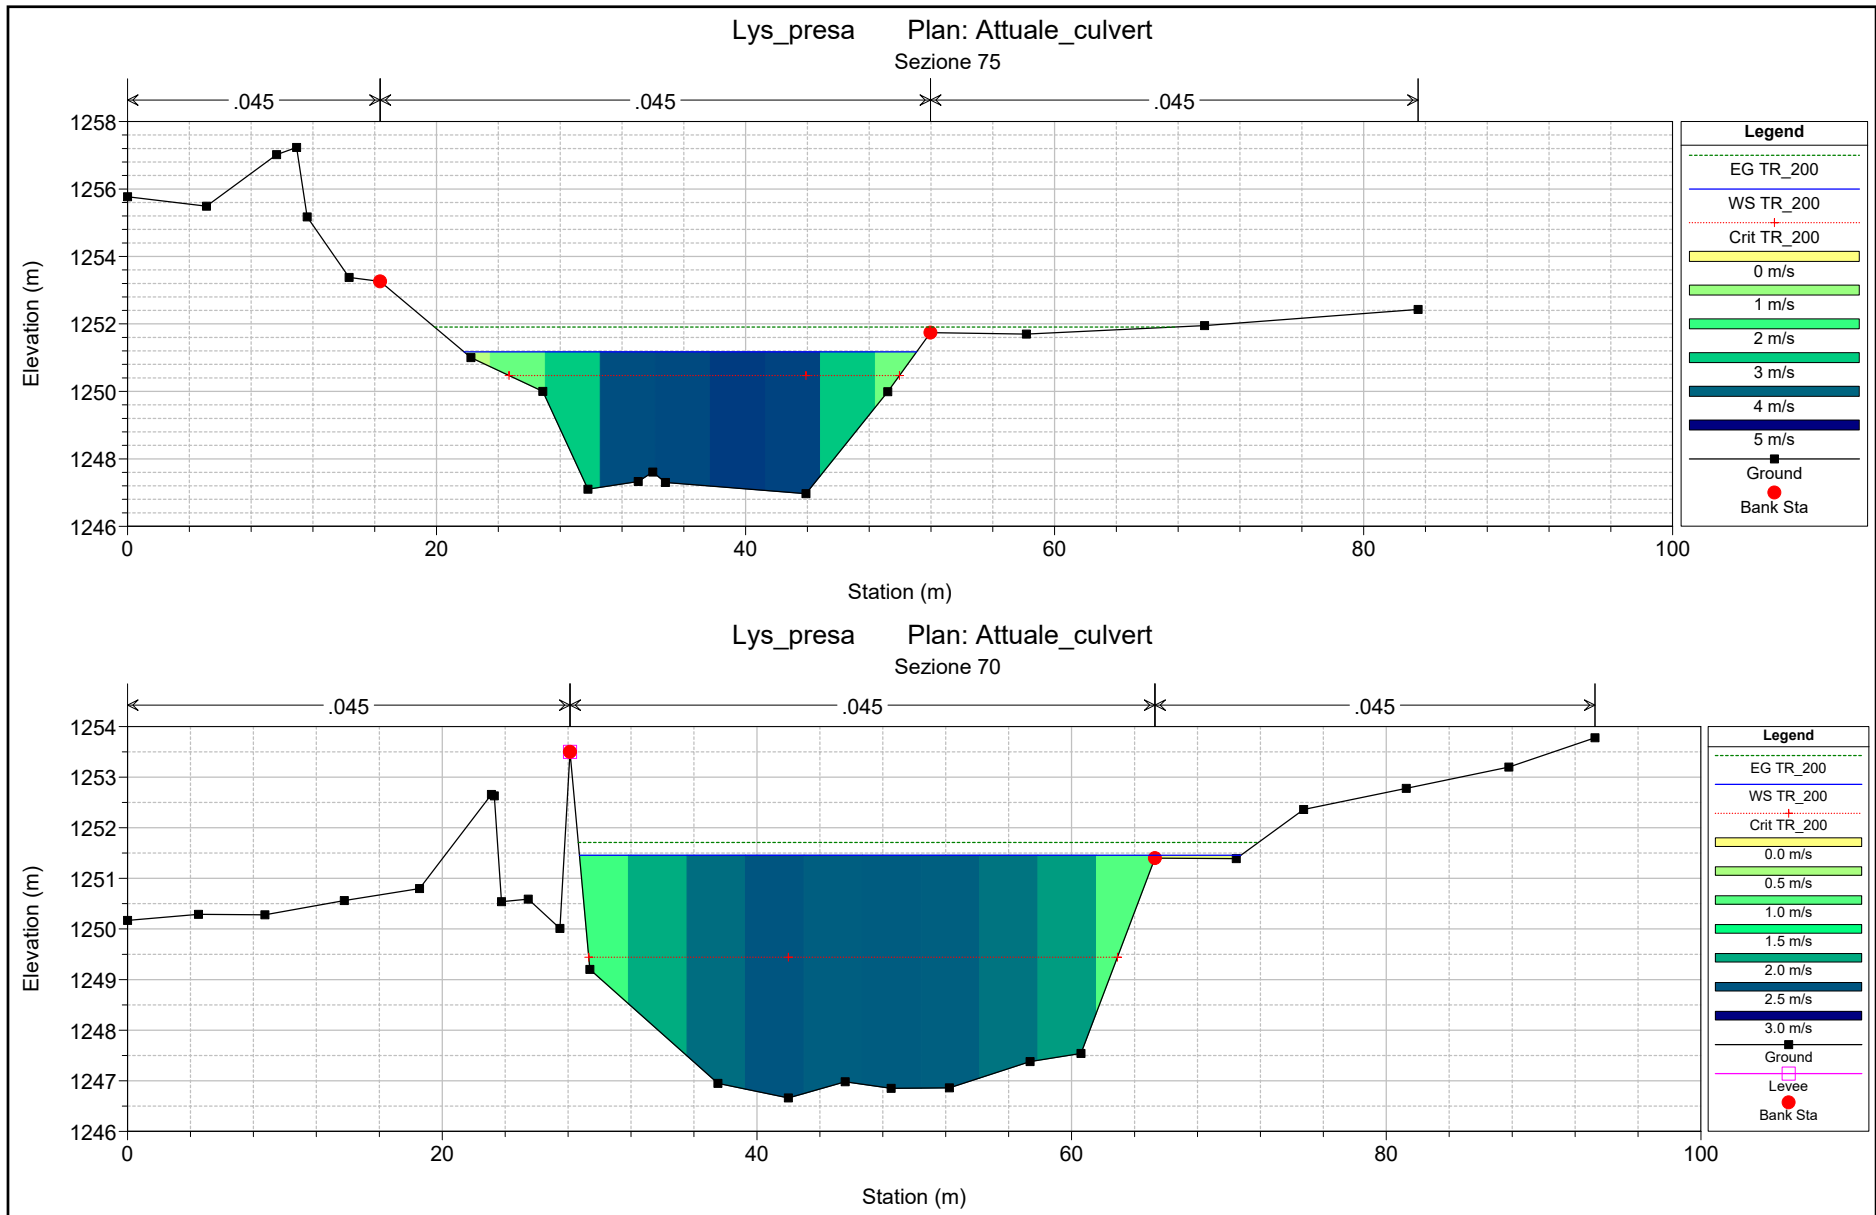 Lys_presa Plan: Attuale_culvert
Sezione 75
.045 .045 .045
1258
1256
1254
1252
1250
1248
1246
Elevation (m)
0 20 40 60 80 100
Station (m)
Legend
EG TR_200
WS TR_200
Crit TR_200
0 m/s
1 m/s
2 m/s
3 m/s
4 m/s
5 m/s
Ground
Bank Sta
Lys_presa Plan: Attuale_culvert
Sezione 70
.045 .045 .045
1254
1253
1252
1251
1250
1249
1248
1247
1246
Elevation (m)
0 20 40 60 80 100
Station (m)
Legend
EG TR_200
WS TR_200
Crit TR_200
0.0 m/s
0.5 m/s
1.0 m/s
1.5 m/s
2.0 m/s
2.5 m/s
3.0 m/s
Ground
Levee
Bank Sta